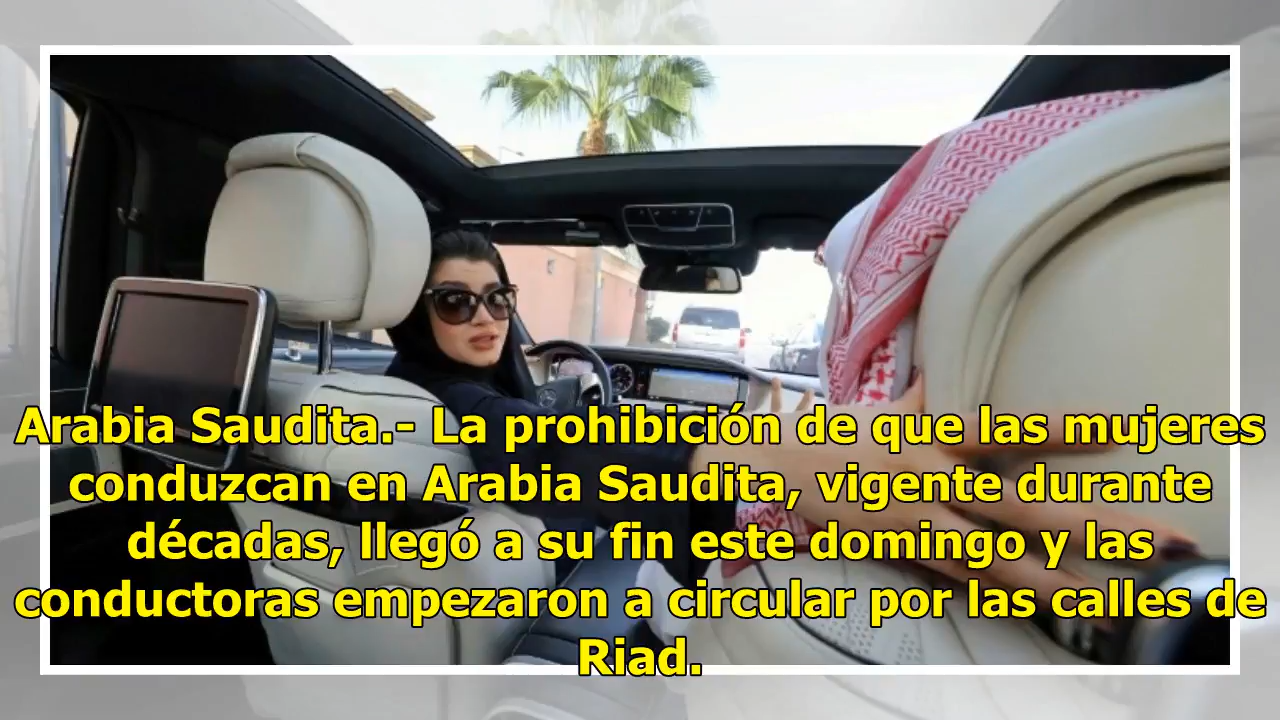 Arabia Saudita.- La prohibición de que las mujeres
conduzcan en Arabia Saudita, vigente durante
décadas, llegó a su fin este domingo y las
conductoras empezaron a circular por las calles de
Riad.